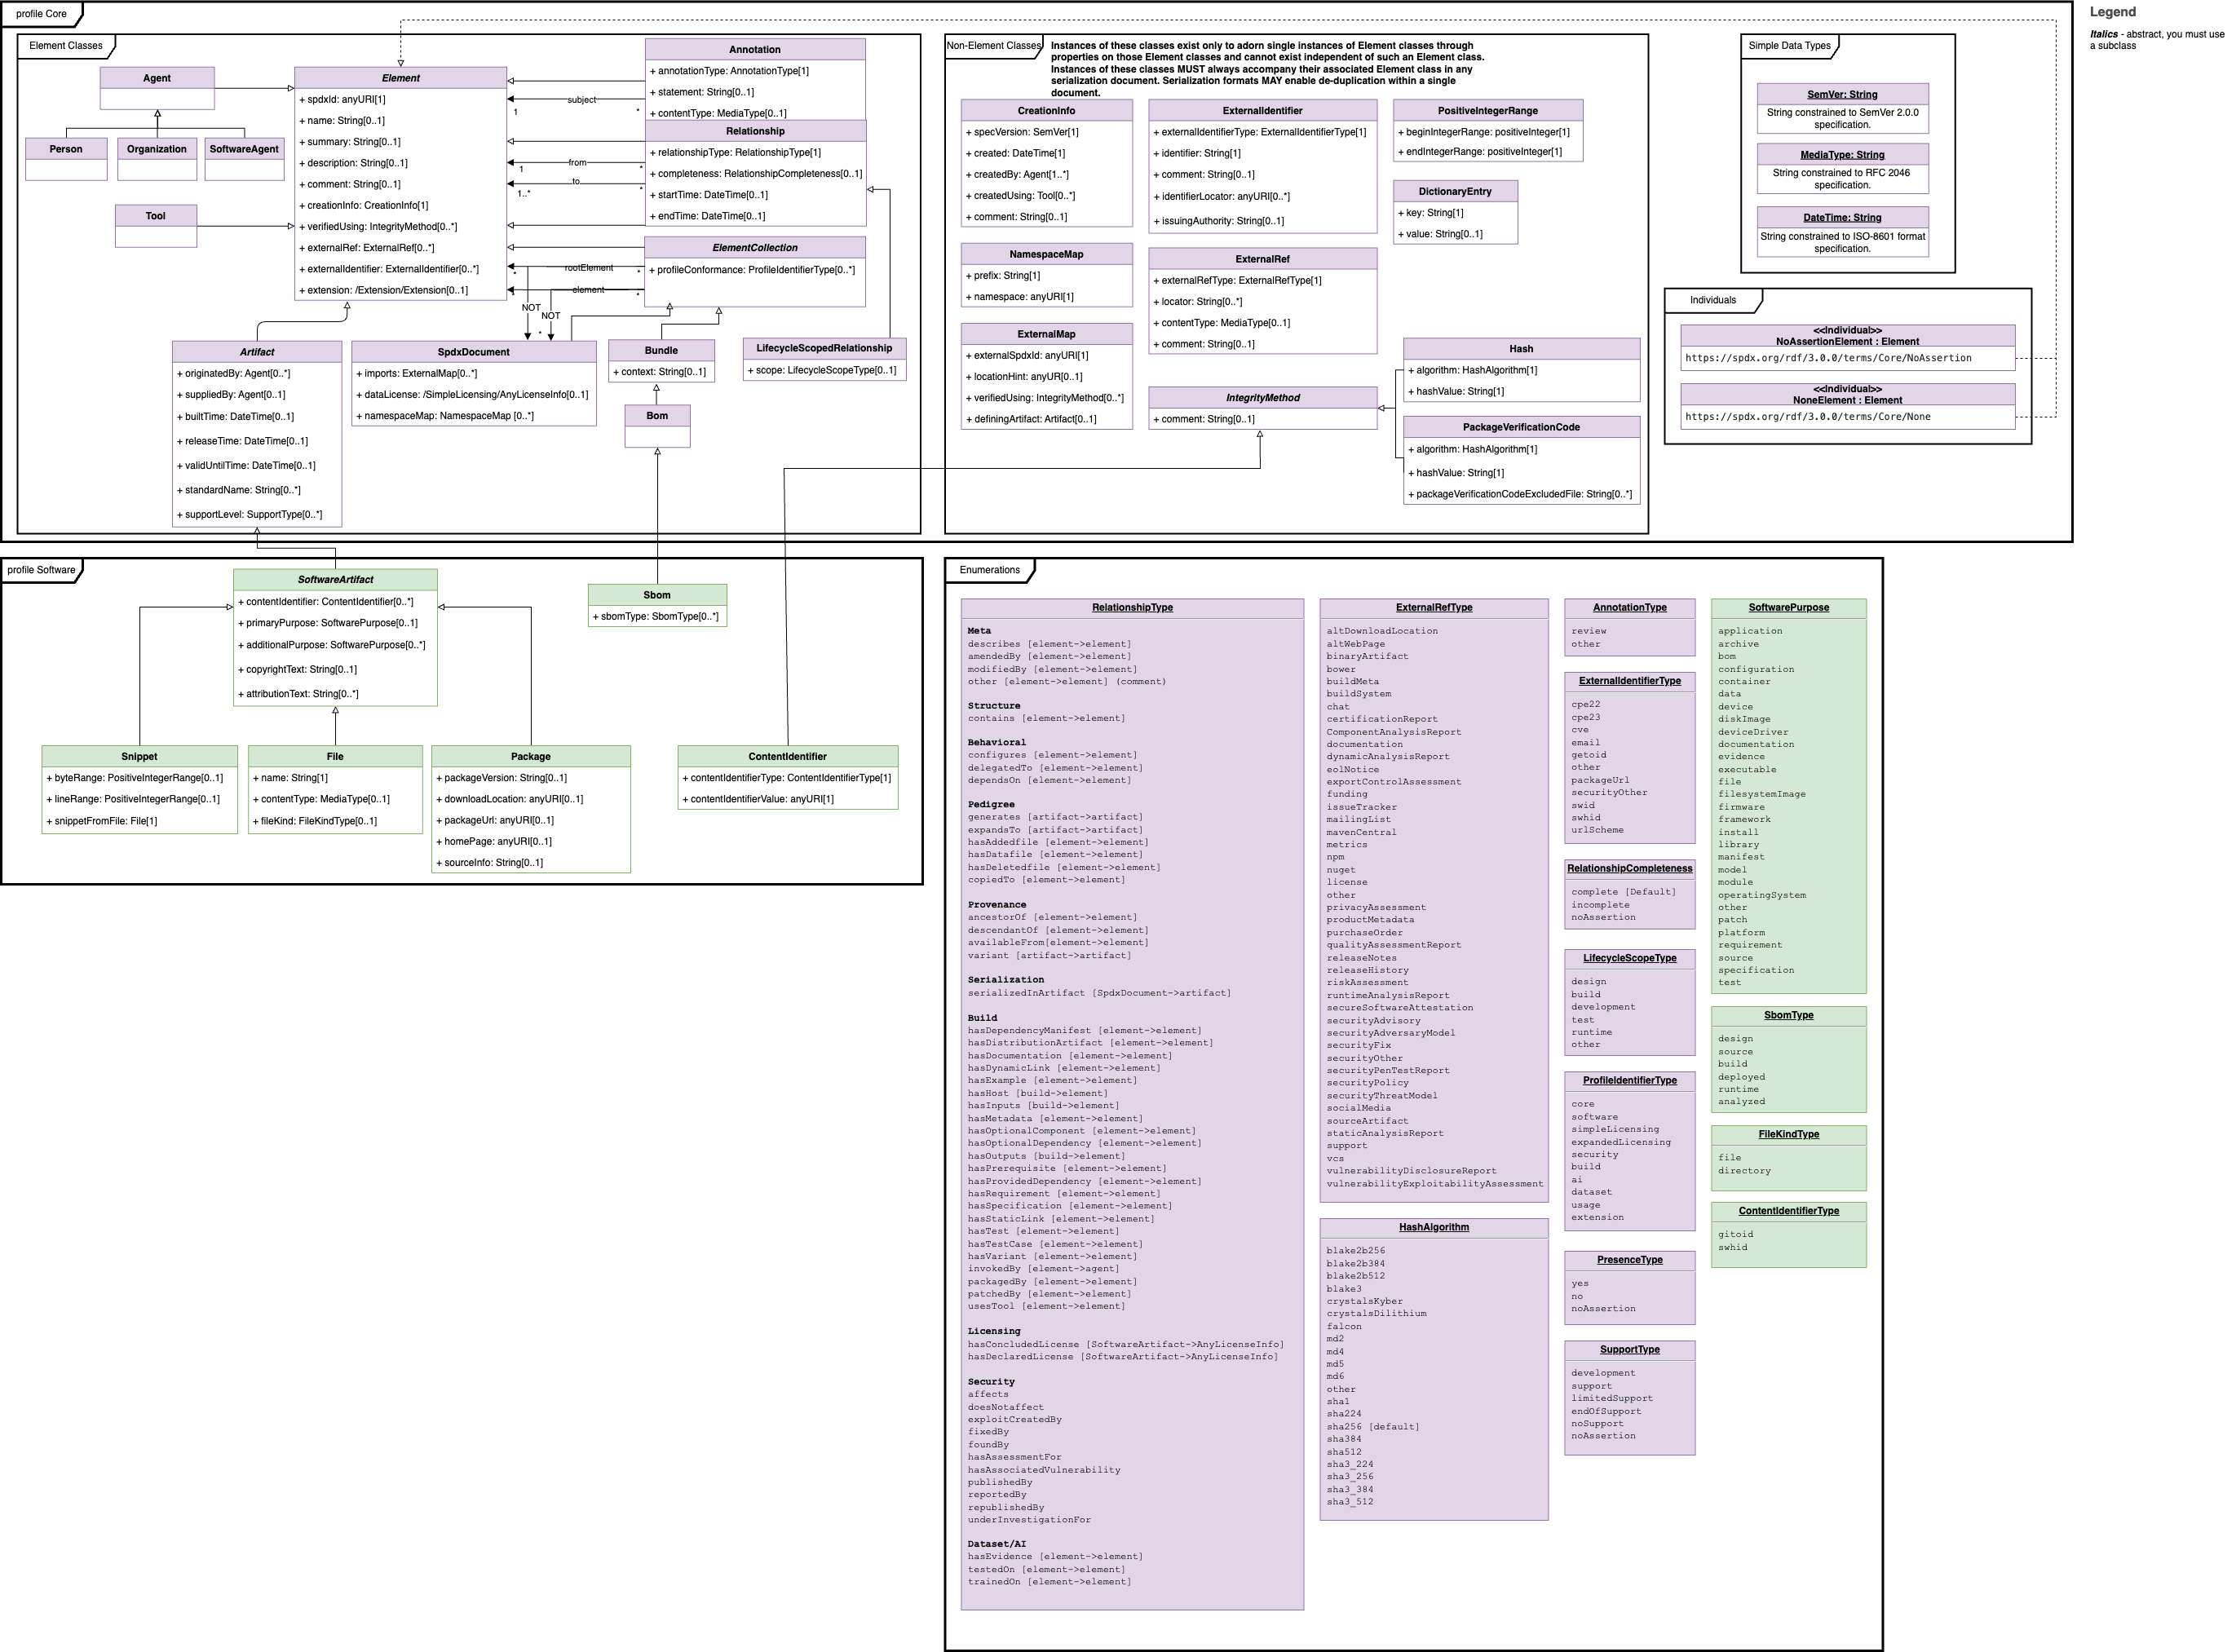 profile Core
Legend
Italics - abstract, you must use
a subclass
Element Classes
Agent
Person
Organization
SoftwareAgent
Tool
Element
+ spdxId: anyURI[1]
+ name: String[0..1]
+ summary: String[0..1]
+ description: String[0..1]
+ comment: String[0..1]
+ creationInfo: CreationInfo[1]
+ verifiedUsing: IntegrityMethod[0..*]
+ externalRef: ExternalRef[0..*]
+ externalIdentifier: ExternalIdentifier[0..*]
+ extension: /Extension/Extension[0..1]
Annotation
+ annotationType: AnnotationType[1]
+ statement: String[0..1]
+ contentType: MediaType[0..1]
subject
1
*
Relationship
+ relationshipType: RelationshipType[1]
+ completeness: RelationshipCompleteness[0..1]
+ startTime: DateTime[0..1]
+ endTime: DateTime[0..1]
from
1
*
to
1..*
*
ElementCollection
+ profileConformance: ProfileIdentifierType[0..*]
rootElement
*
*
element
*
*
NOT
NOT
*
Artifact
+ originatedBy: Agent[0..*]
+ suppliedBy: Agent[0..1]
+ builtTime: DateTime[0..1]
+ releaseTime: DateTime[0..1]
+ validUntilTime: DateTime[0..1]
+ standardName: String[0..*]
+ supportLevel: SupportType[0..*]
SpdxDocument
+ imports: ExternalMap[0..*]
+ dataLicense: /SimpleLicensing/AnyLicenseInfo[0..1]
+ namespaceMap: NamespaceMap [0..*]
Bundle
+ context: String[0..1]
Bom
LifecycleScopedRelationship
+ scope: LifecycleScopeType[0..1]
Non-Element Classes
Instances of these classes exist only to adorn single instances of Element classes through
properties on those Element classes and cannot exist independent of such an Element class.
Instances of these classes MUST always accompany their associated Element class in any
serialization document. Serialization formats MAY enable de-duplication within a single
document.
CreationInfo
+ specVersion: SemVer[1]
+ created: DateTime[1]
+ createdBy: Agent[1..*]
+ createdUsing: Tool[0..*]
+ comment: String[0..1]
NamespaceMap
+ prefix: String[1]
+ namespace: anyURI[1]
ExternalMap
+ externalSpdxId: anyURI[1]
+ locationHint: anyUR[0..1]
+ verifiedUsing: IntegrityMethod[0..*]
+ definingArtifact: Artifact[0..1]
ExternalIdentifier
+ externalIdentifierType: ExternalIdentifierType[1]
+ identifier: String[1]
+ comment: String[0..1]
+ identifierLocator: anyURI[0..*]
+ issuingAuthority: String[0..1]
ExternalRef
+ externalRefType: ExternalRefType[1]
+ locator: String[0..*]
+ contentType: MediaType[0..1]
+ comment: String[0..1]
IntegrityMethod
+ comment: String[0..1]
PositiveIntegerRange
+ beginIntegerRange: positiveInteger[1]
+ endIntegerRange: positiveInteger[1]
DictionaryEntry
+ key: String[1]
+ value: String[0..1]
Hash
+ algorithm: HashAlgorithm[1]
+ hashValue: String[1]
PackageVerificationCode
+ algorithm: HashAlgorithm[1]
+ hashValue: String[1]
+ packageVerificationCodeExcludedFile: String[0..*]
Simple Data Types
SemVer: String
String constrained to SemVer 2.0.0
specification.
MediaType: String
String constrained to RFC 2046
specification.
DateTime: String
String constrained to ISO-8601 format
specification.
Individuals
<<Individual>>
NoAssertionElement : Element
https://spdx.org/rdf/3.0.0/terms/Core/NoAssertion
<<Individual>>
NoneElement : Element
https://spdx.org/rdf/3.0.0/terms/Core/None
profile Software
SoftwareArtifact
+ contentIdentifier: ContentIdentifier[0..*]
+ primaryPurpose: SoftwarePurpose[0..1]
+ additionalPurpose: SoftwarePurpose[0..*]
+ copyrightText: String[0..1]
+ attributionText: String[0..*]
Sbom
+ sbomType: SbomType[0..*]
Snippet
+ byteRange: PositiveIntegerRange[0..1]
+ lineRange: PositiveIntegerRange[0..1]
+ snippetFromFile: File[1]
File
+ name: String[1]
+ contentType: MediaType[0..1]
+ fileKind: FileKindType[0..1]
Package
+ packageVersion: String[0..1]
+ downloadLocation: anyURI[0..1]
+ packageUrl: anyURI[0..1]
+ homePage: anyURI[0..1]
+ sourceInfo: String[0..1]
ContentIdentifier
+ contentIdentifierType: ContentIdentifierType[1]
+ contentIdentifierValue: anyURI[1]
Enumerations
RelationshipType
Meta
describes [element->element]
amendedBy [element->element]
modifiedBy [element->element]
other [element->element] (comment)
Structure
contains [element->element]
Behavioral
configures [element->element]
delegatedTo [element->element]
dependsOn [element->element]
Pedigree
generates [artifact->artifact]
expandsTo [artifact->artifact]
hasAddedfile [element->element]
hasDatafile [element->element]
hasDeletedfile [element->element]
copiedTo [element->element]
Provenance
ancestorOf [element->element]
descendantOf [element->element]
availableFrom[element->element]
variant [artifact->artifact]
Serialization
serializedInArtifact [SpdxDocument->artifact]
Build
hasDependencyManifest [element->element]
hasDistributionArtifact [element->element]
hasDocumentation [element->element]
hasDynamicLink [element->element]
hasExample [element->element]
hasHost [build->element]
hasInputs [build->element]
hasMetadata [element->element]
hasOptionalComponent [element->element]
hasOptionalDependency [element->element]
hasOutputs [build->element]
hasPrerequisite [element->element]
hasProvidedDependency [element->element]
hasRequirement [element->element]
hasSpecification [element->element]
hasStaticLink [element->element]
hasTest [element->element]
hasTestCase [element->element]
hasVariant [element->element]
invokedBy [element->agent]
packagedBy [element->element]
patchedBy [element->element]
usesTool [element->element]
Licensing
hasConcludedLicense [SoftwareArtifact->AnyLicenseInfo]
hasDeclaredLicense [SoftwareArtifact->AnyLicenseInfo]
Security
affects
doesNotaffect
exploitCreatedBy
fixedBy
foundBy
hasAssessmentFor
hasAssociatedVulnerability
publishedBy
reportedBy
republishedBy
underInvestigationFor
Dataset/AI
hasEvidence [element->element]
testedOn [element->element]
trainedOn [element->element]
ExternalRefType
altDownloadLocation
altWebPage
binaryArtifact
bower
buildMeta
buildSystem
chat
certificationReport
ComponentAnalysisReport
documentation
dynamicAnalysisReport
eolNotice
exportControlAssessment
funding
issueTracker
mailingList
mavenCentral
metrics
npm
nuget
license
other
privacyAssessment
productMetadata
purchaseOrder
qualityAssessmentReport
releaseNotes
releaseHistory
riskAssessment
runtimeAnalysisReport
secureSoftwareAttestation
securityAdvisory
securityAdversaryModel
securityFix
securityOther
securityPenTestReport
securityPolicy
securityThreatModel
socialMedia
sourceArtifact
staticAnalysisReport
support
vcs
vulnerabilityDisclosureReport
vulnerabilityExploitabilityAssessment
HashAlgorithm
blake2b256
blake2b384
blake2b512
blake3
crystalsKyber
crystalsDilithium
falcon
md2
md4
md5
md6
other
sha1
sha224
sha256 [default]
sha384
sha512
sha3_224
sha3_256
sha3_384
sha3_512
AnnotationType
review
other
ExternalIdentifierType
cpe22
cpe23
cve
email
getoid
other
packageUrl
securityOther
swid
swhid
urlScheme
RelationshipCompleteness
complete [Default]
incomplete
noAssertion
LifecycleScopeType
design
build
development
test
runtime
other
ProfileIdentifierType
core
software
simpleLicensing
expandedLicensing
security
build
ai
dataset
usage
extension
PresenceType
yes
no
noAssertion
SupportType
development
support
limitedSupport
endOfSupport
noSupport
noAssertion
SoftwarePurpose
application
archive
bom
configuration
container
data
device
diskImage
deviceDriver
documentation
evidence
executable
file
filesystemImage
firmware
framework
install
library
manifest
model
module
operatingSystem
other
patch
platform
requirement
source
specification
test
SbomType
design
source
build
deployed
runtime
analyzed
FileKindType
file
directory
ContentIdentifierType
gitoid
swhid